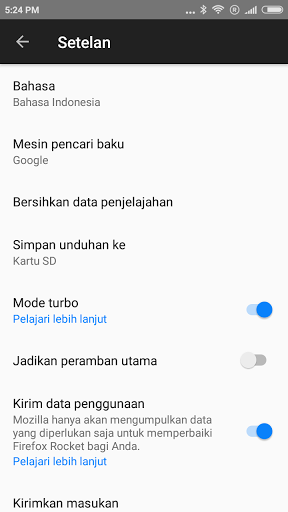 5:24 PM
Setelan
Bahasa
Bahasa Indonesia
Mesin pencari baku
Google
Bersihkan data penjelajahan
Simpan unduhan ke
Kartu SD
Mode turbo
Pelajari lebih lanjut
Jadikan peramban utama
Kirim data penggunaan
Mozilla hanya akan mengumpulkan data
yang diperlukan saja untuk memperbaiki
Firefox Rocket bagi Anda.
Pelajari lebih lanjut
Kirimkan masukan